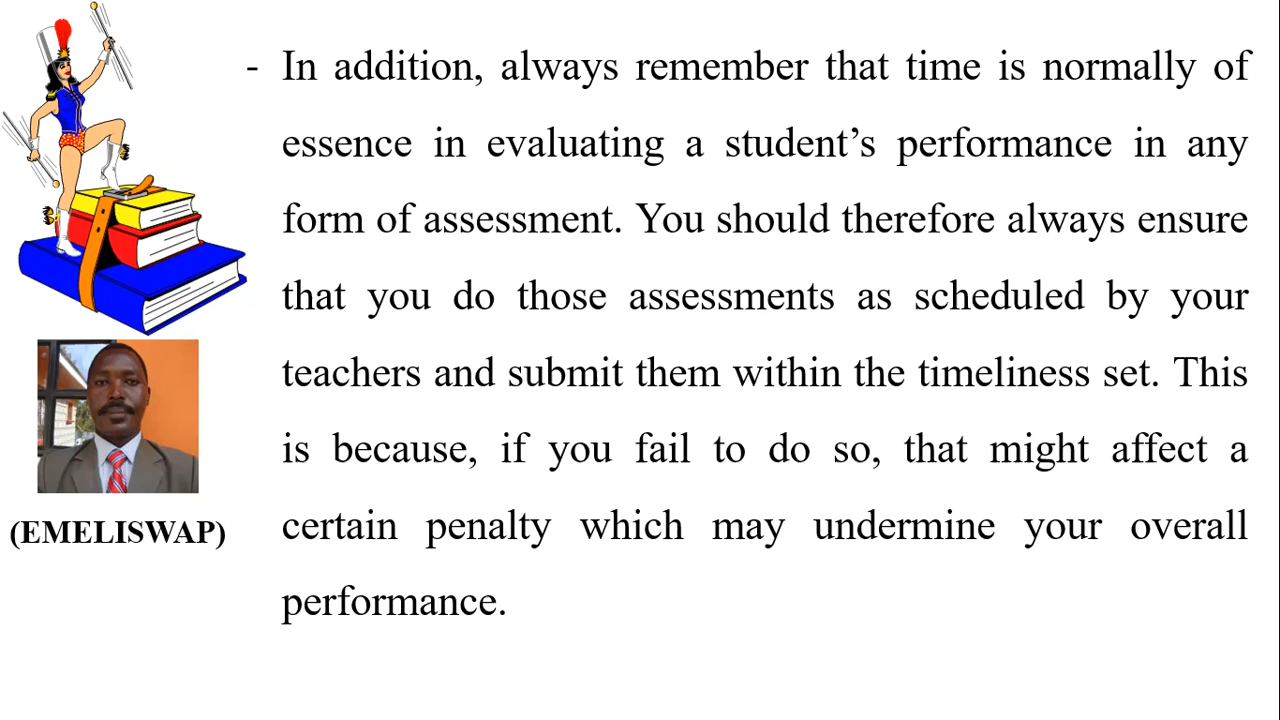 - In addition, always remember that time is normally of
essence in evaluating a student’s performance in any
form of assessment. You should therefore always ensure
that you do those assessments as scheduled by your
teachers and submit them within the timeliness set. This
is because, if you fail to do so, that might affect a
certain penalty which may undermine your overall
performance.
(EMELISWAP)